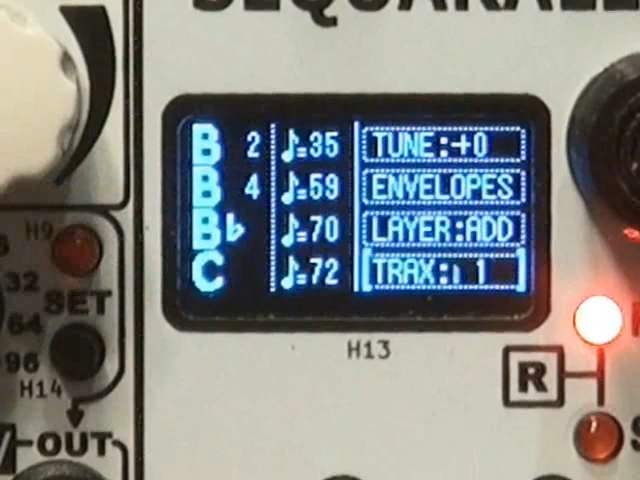 B 2 ♪=35 TUNE:+0
B 4 ♪=59 ENVELOPES
B♭ ♪=70 LAYER:ADD
C ♪=72 [TRAX: 1]
H9
32
SET
64
96
H14
H13
R
OUT